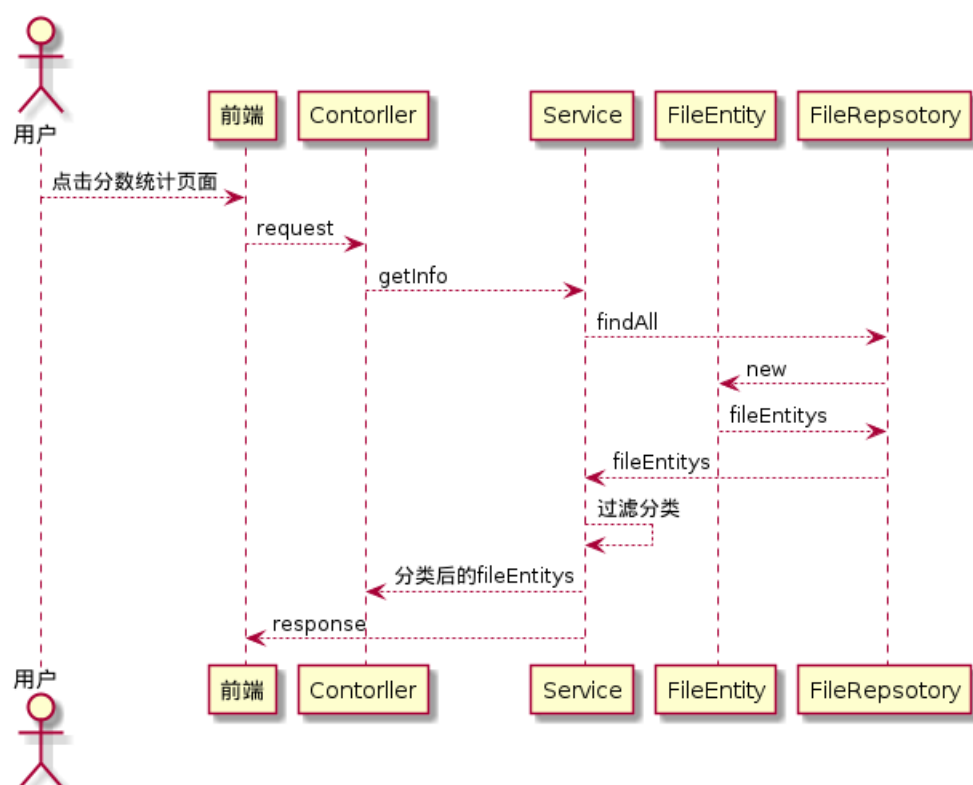 用户
前端
Contorller
Service
FileEntity
FileRepsotory
点击分数统计页面
request
getInfo
findAll
new
fileEntitys
fileEntitys
过滤分类
分类后的fileEntitys
response
用户
前端
Contorller
Service
FileEntity
FileRepsotory